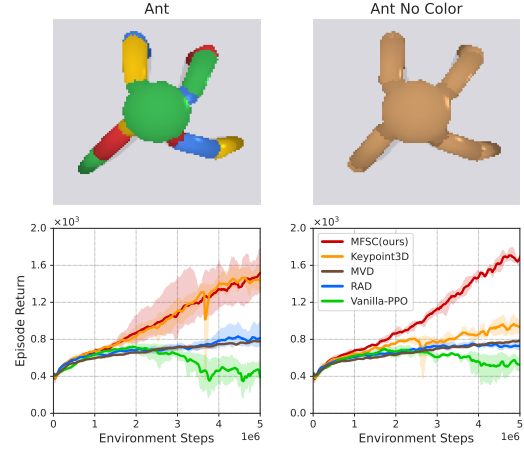 Ant
Ant No Color
×10³
2.0
1.6
1.2
0.8
0.4
0.0
Episode Return
0 1 2 3 4 5
Environment Steps
1e6
×10³
2.0
1.6
1.2
0.8
0.4
0.0
MFSC(ours)
Keypoint3D
MVD
RAD
Vanilla-PPO
0 1 2 3 4 5
Environment Steps
1e6